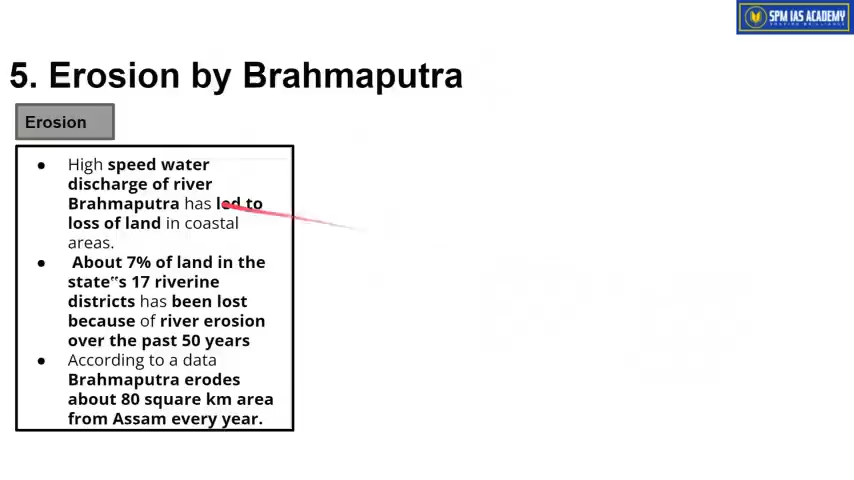 SPM IAS ACADEMY
INSPIRING BRILLIANCE
5. Erosion by Brahmaputra
Erosion
● High speed water
discharge of river
Brahmaputra has led to
loss of land in coastal
areas.
● About 7% of land in the
state‟s 17 riverine
districts has been lost
because of river erosion
over the past 50 years
● According to a data
Brahmaputra erodes
about 80 square km area
from Assam every year.